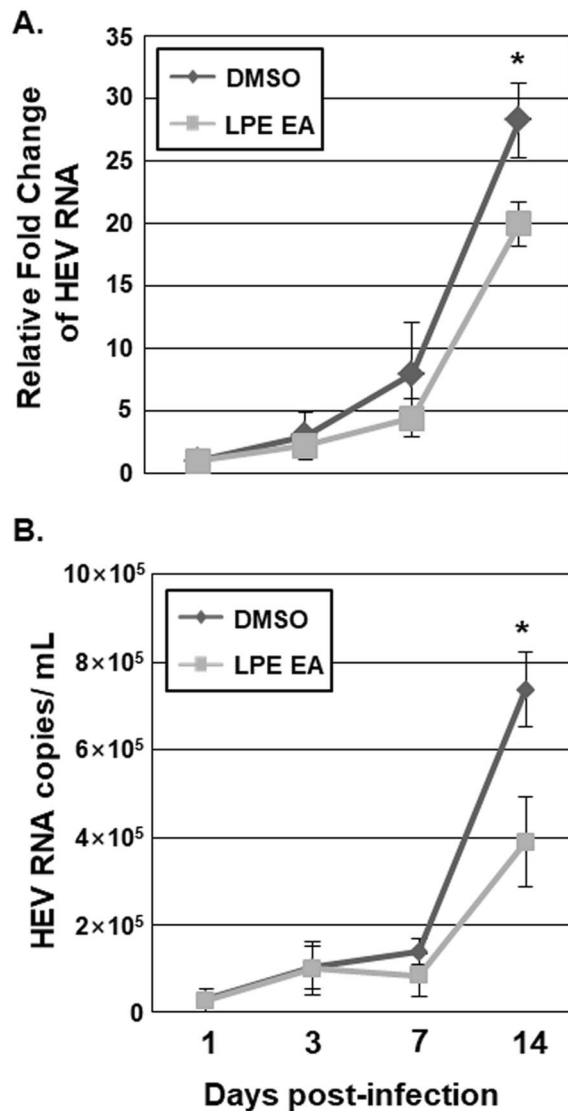 A.
Relative Fold Change
of HEV RNA
35
30
25
20
15
10
5
0
DMSO
LPE EA
*
B.
HEV RNA copies/ mL
10×10⁵
8×10⁵
6×10⁵
4×10⁵
2×10⁵
0
DMSO
LPE EA
*
1 3 7 14
Days post-infection